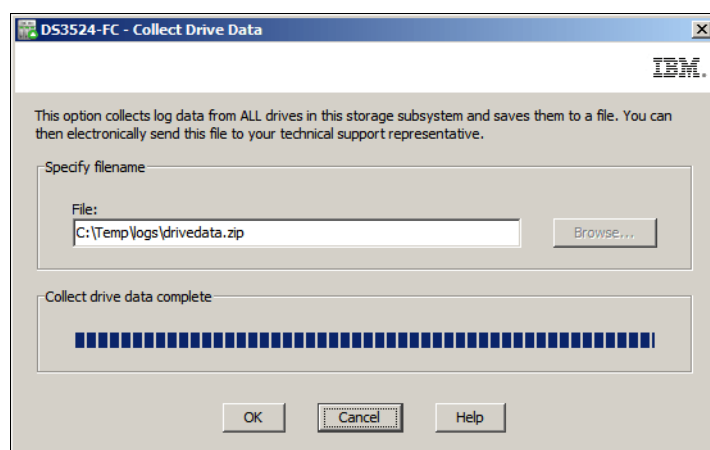 DS3524-FC - Collect Drive Data
IBM.
This option collects log data from ALL drives in this storage subsystem and saves them to a file. You can
then electronically send this file to your technical support representative.
Specify filename
File:
C:\Temp\logs\drivedata.zip
Browse...
Collect drive data complete
OK
Cancel
Help